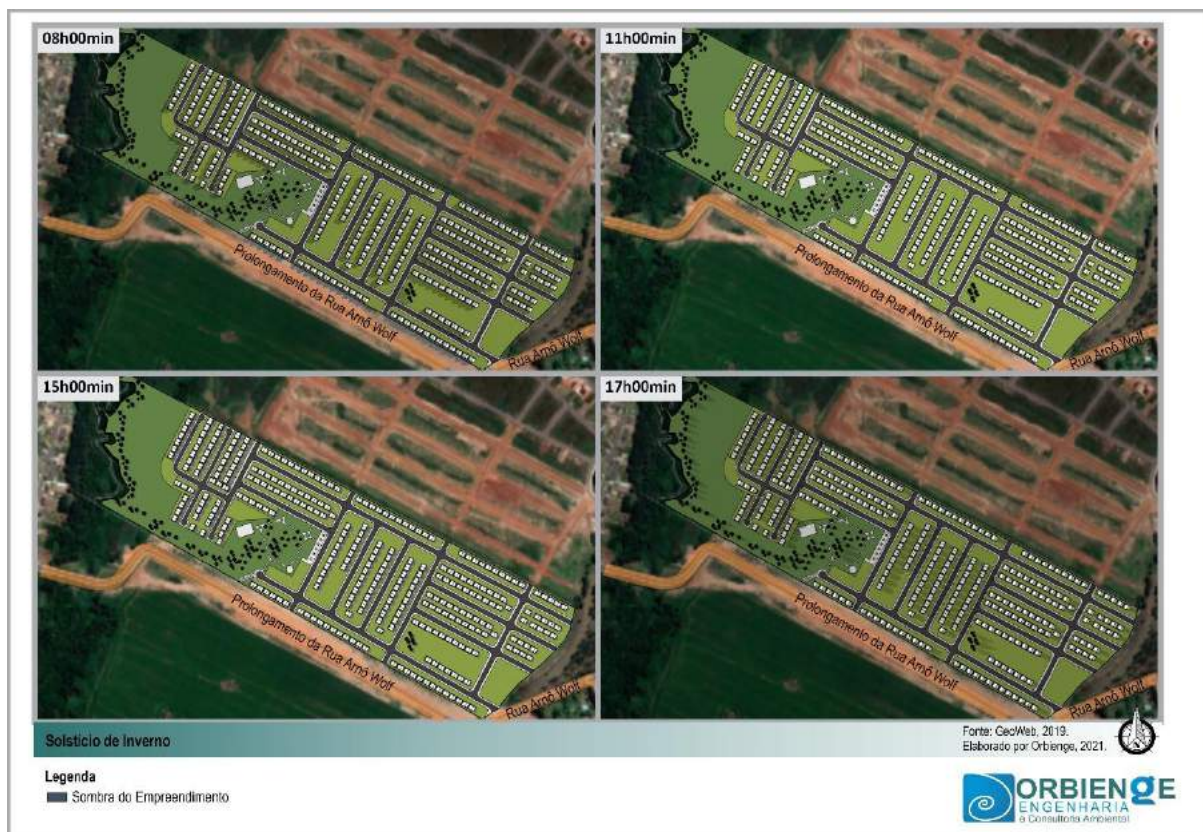 08h00min
11h00min
Prolongamento da Rua Arnô Wolf
Rua Arnô Wolf
Prolongamento da Rua Arnô Wolf
Rua Arnô Wolf
15h00min
17h00min
Prolongamento da Rua Arnô Wolf
Rua Arnô Wolf
Prolongamento da Rua Arnô Wolf
Rua Arnô Wolf
Solstício de Inverno
Fonte: GeoWeb, 2019.
Elaborado por Orbienge, 2021.
Legenda
Sombra do Empreendimento
ORBIENGE
ENGENHARIA
e Consultoria Ambiental